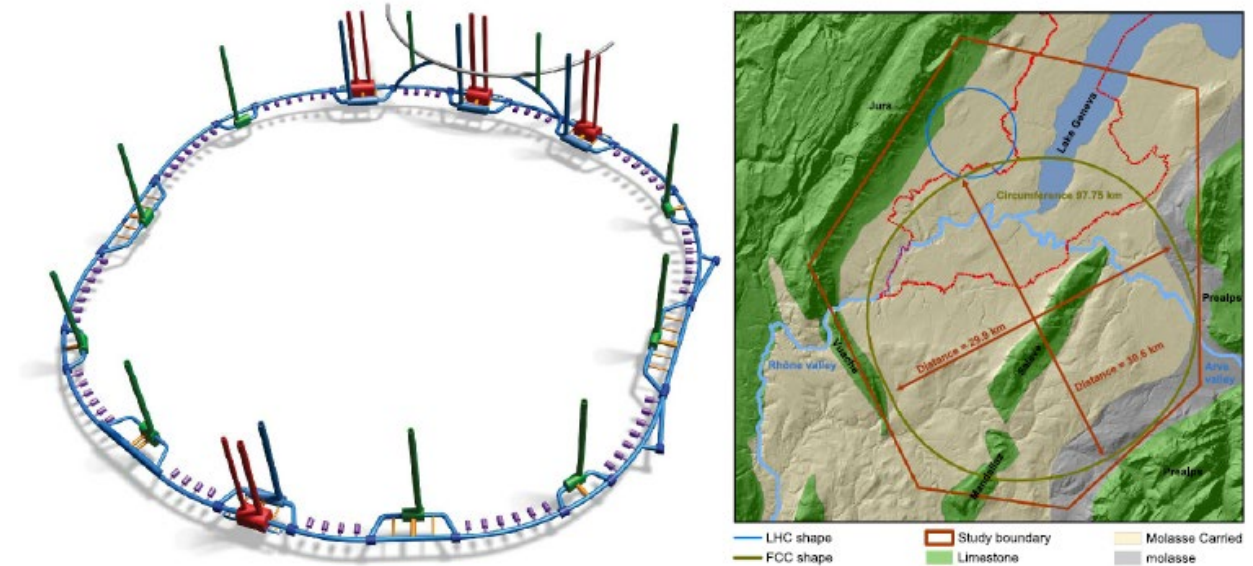 Jura
Lake Geneva
Circumference 97.75 km
Prealps
Distance = 29.9 km
Vuache
Rhône valley
Salève
Distance = 30.6 km
Arve
valley
Mandallaz
Prealps
LHC shape
Study boundary
Molasse Carried
FCC shape
Limestone
molasse